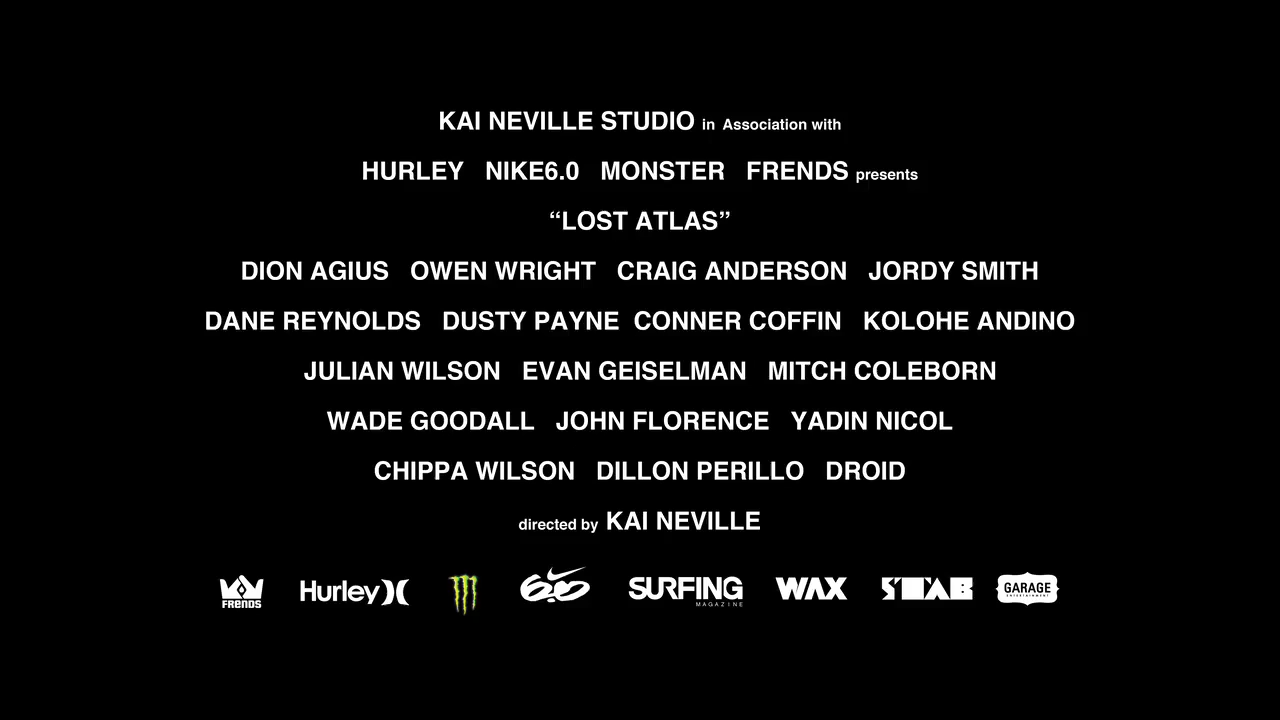 KAI NEVILLE STUDIO in Association with
HURLEY NIKE6.0 MONSTER FRENDS presents
“LOST ATLAS”
DION AGIUS OWEN WRIGHT CRAIG ANDERSON JORDY SMITH
DANE REYNOLDS DUSTY PAYNE CONNER COFFIN KOLOHE ANDINO
JULIAN WILSON EVAN GEISELMAN MITCH COLEBORN
WADE GOODALL JOHN FLORENCE YADIN NICOL
CHIPPA WILSON DILLON PERILLO DROID
directed by KAI NEVILLE
FRENDS Hurley 6.0 SURFING MAGAZINE WAX STAB GARAGE ENTERTAINMENT